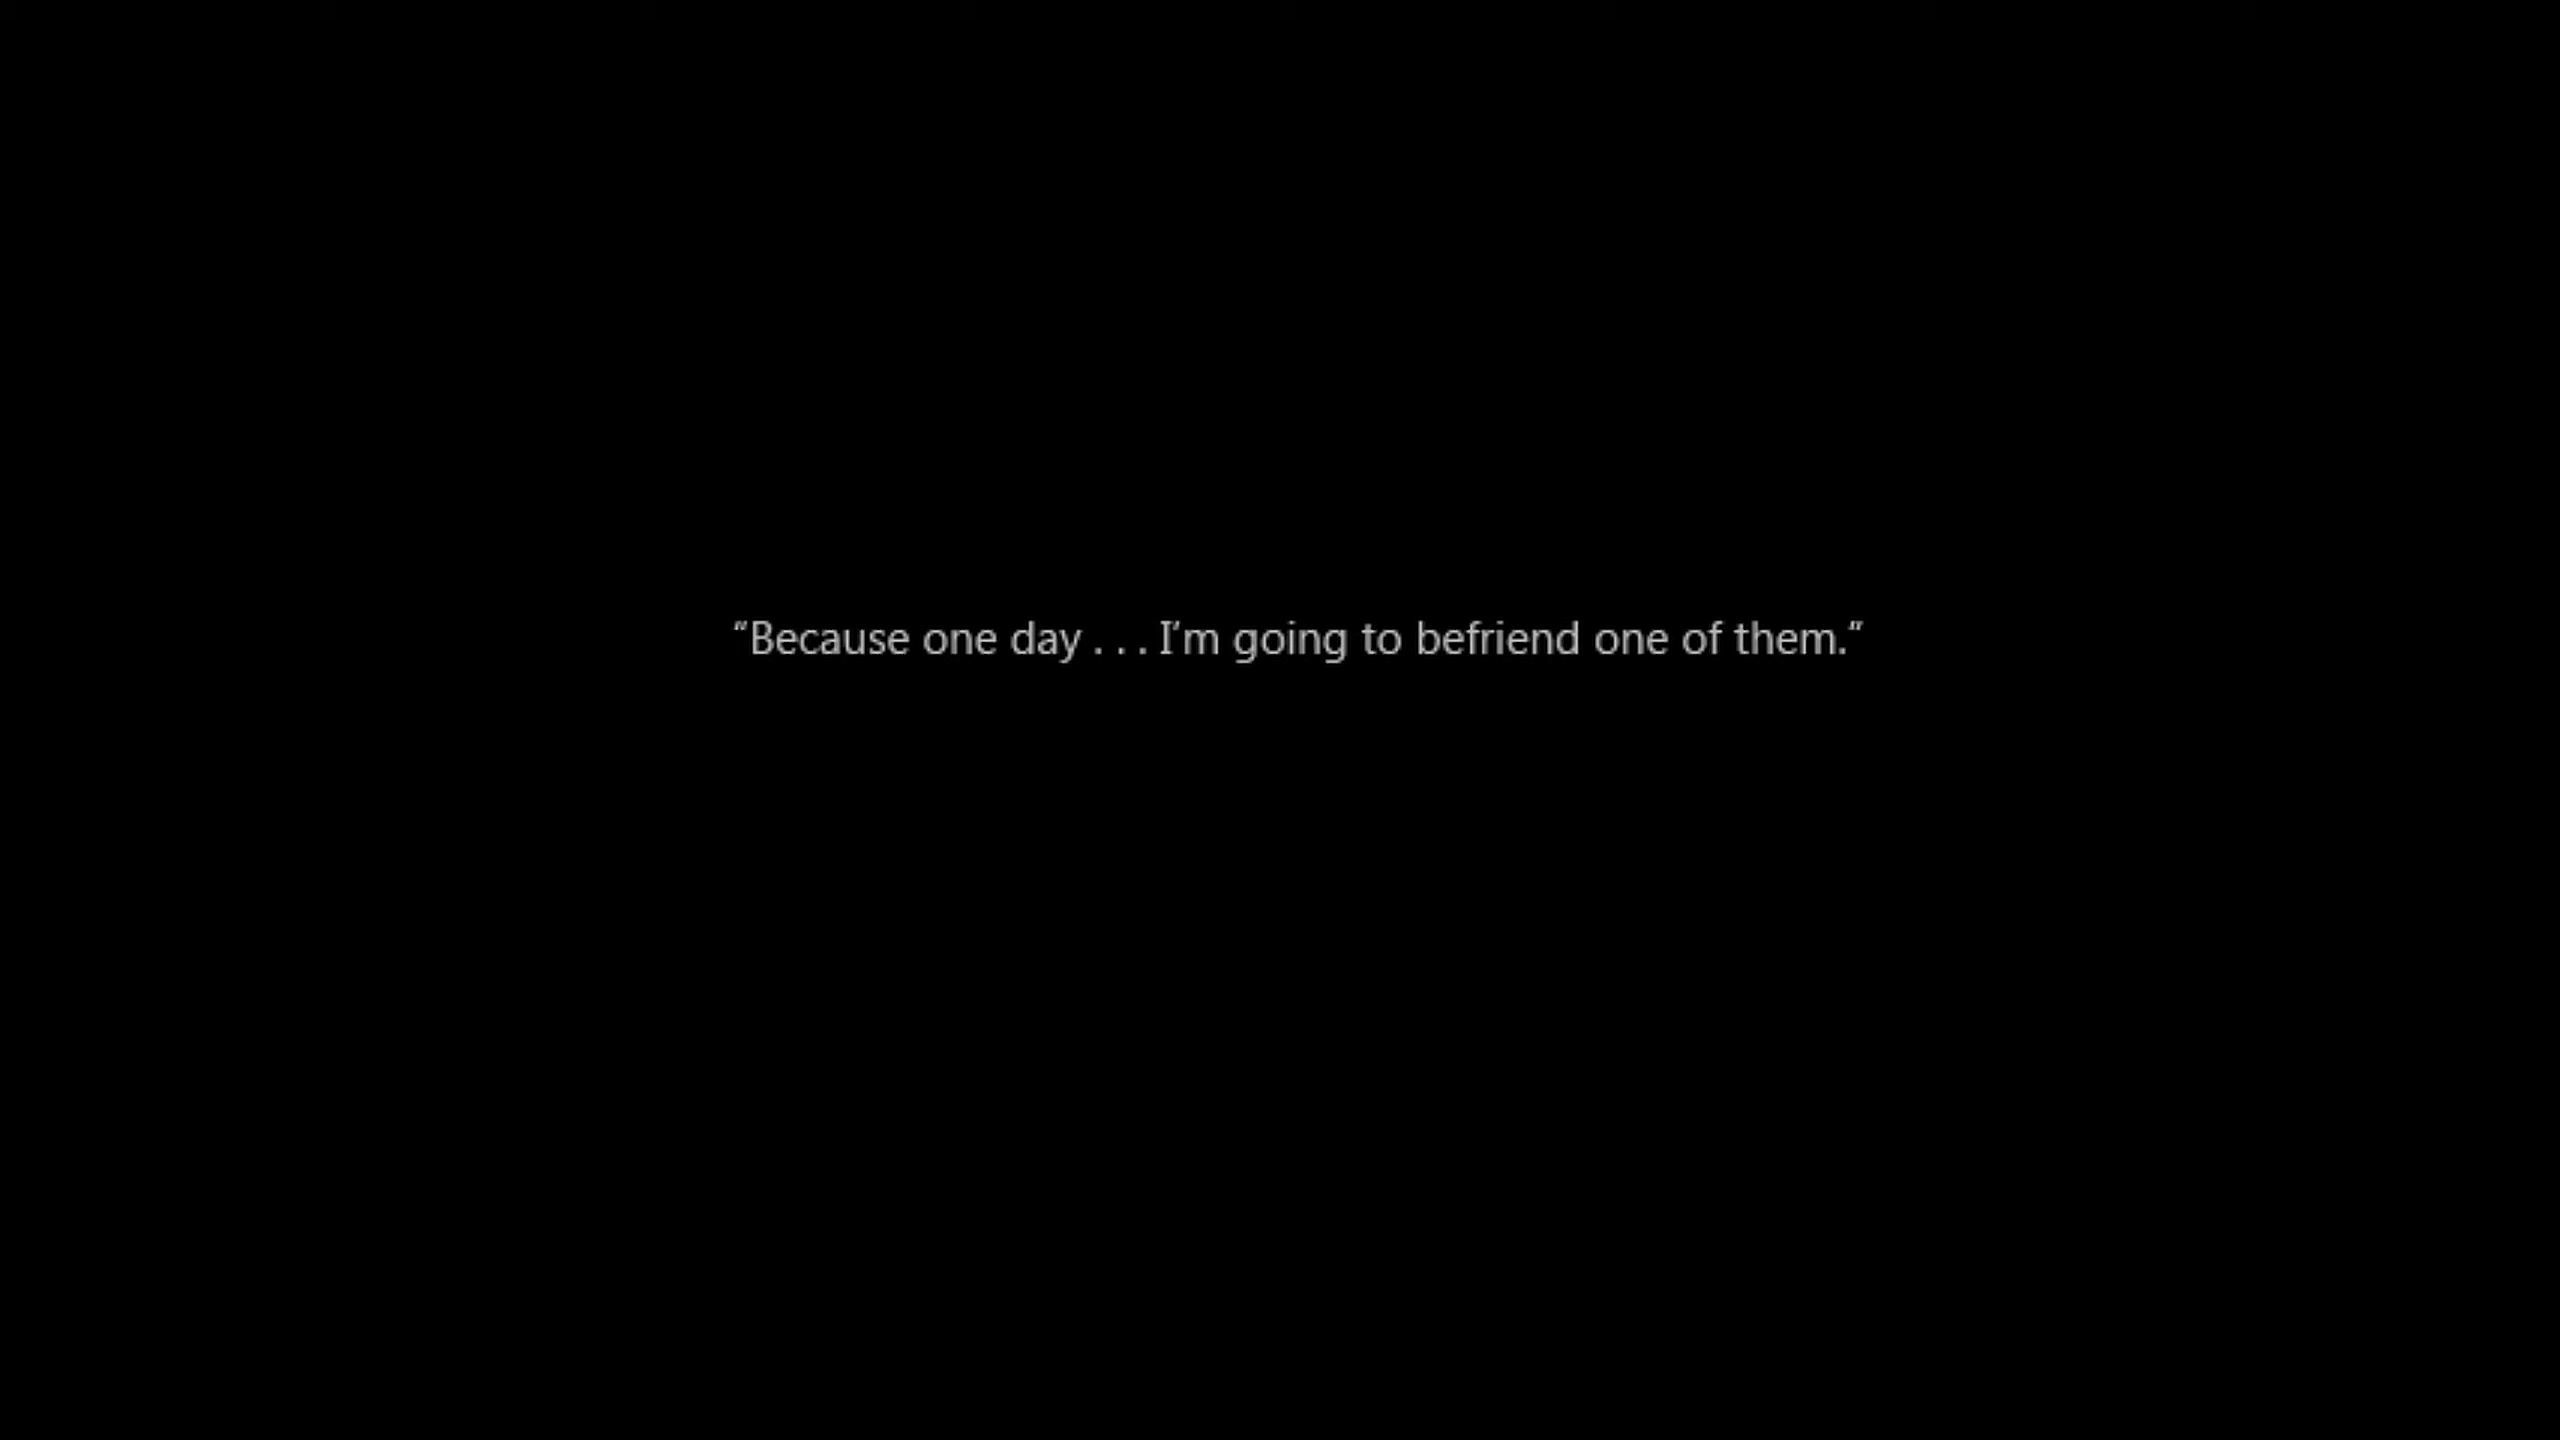 “Because one day . . . I’m going to befriend one of them.”